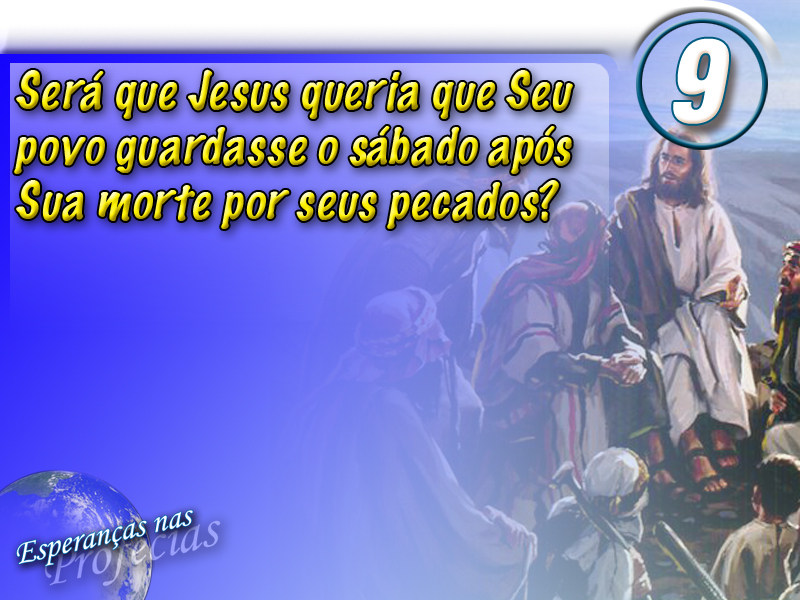 9
Será que Jesus queria que Seu
povo guardasse o sábado após
Sua morte por seus pecados?
Esperanças nas
Profecias